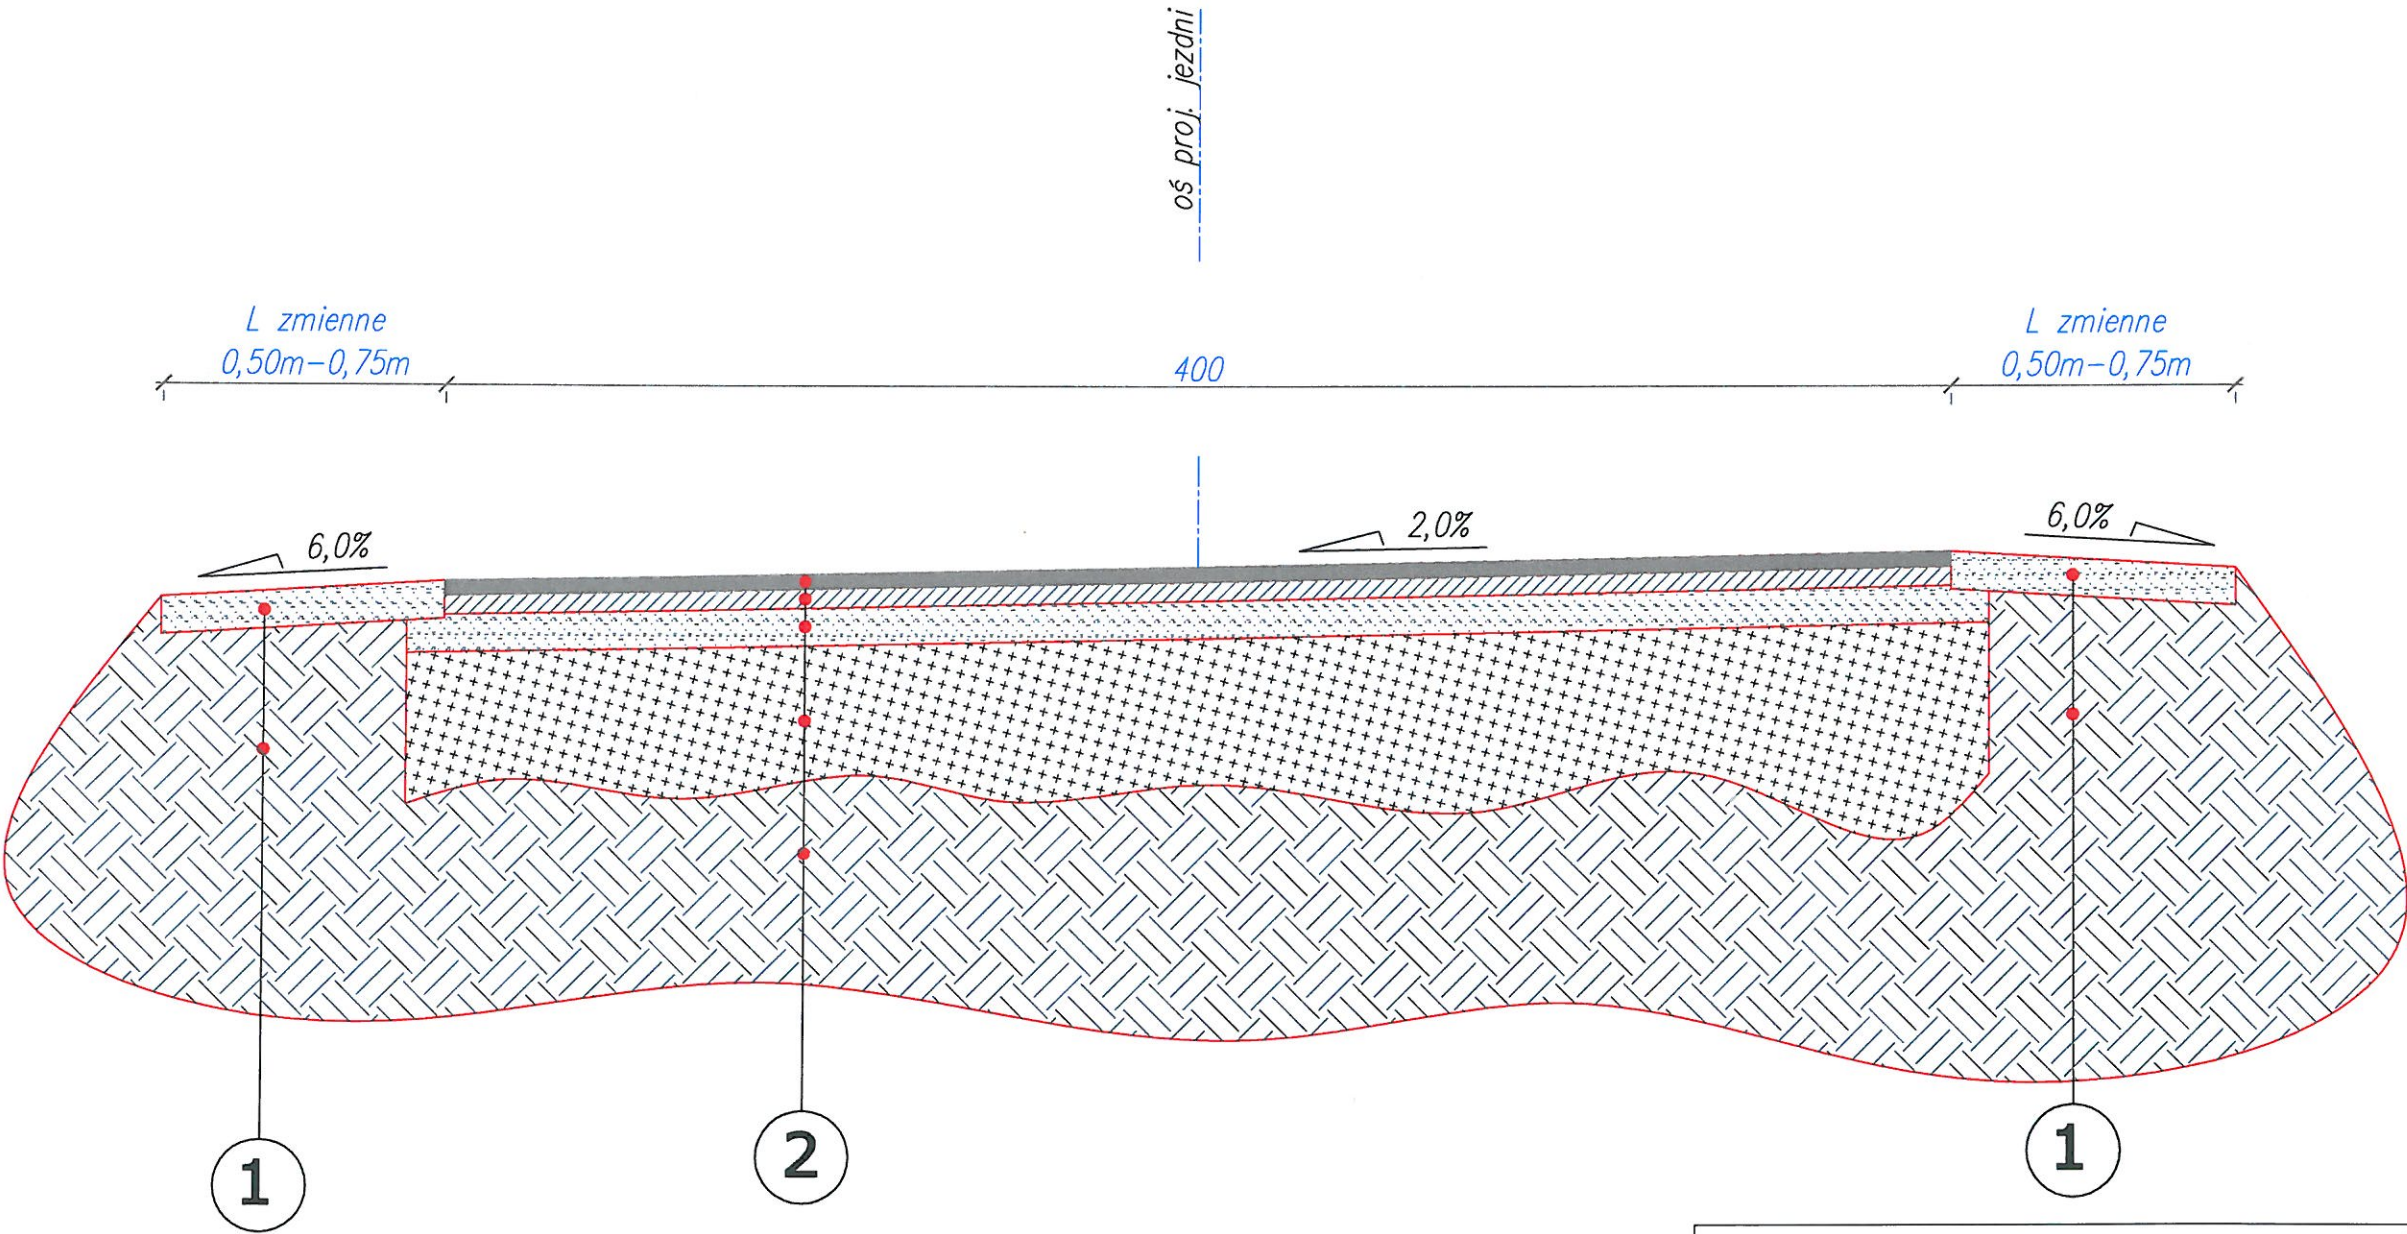 oś proj. jezdni
L zmienne
0,50m-0,75m
400
L zmienne
0,50m-0,75m
6,0%
2,0%
6,0%
1
2
1